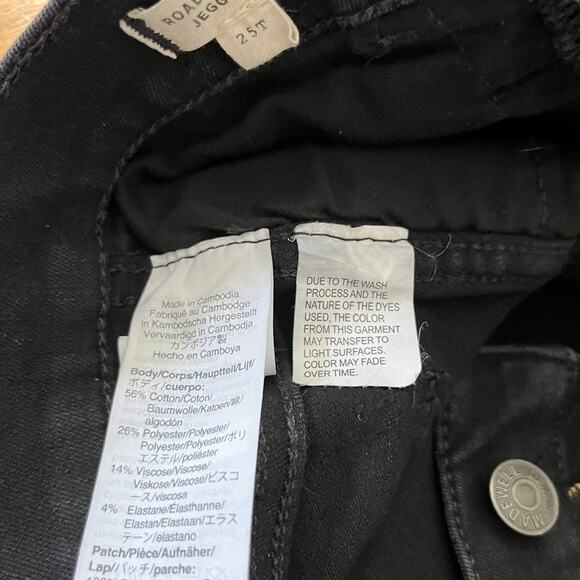 ROAD
JEGG
25T
Made in Cambodia
Fabriqué au Cambodge
in Kambodscha Hergestellt
Vervaardigd in Cambodja
カンボジア製
Hecho en Camboya
Body/Corps/Hauptteil/Lijf/
ボディ/cuerpo:
56% Cotton/Coton/
Baumwolle/Katoen/綿/
algodón
26% Polyester/Polyester/
Polyester/Polyester/ポリ
エステル/poliéster
14% Viscose/Viscose/
Viskose/Viscose/ビスコ
ース/viscosa
4% Elastane/Élasthanne/
Elastan/Elastaan/エラス
テーン/elastano
Patch/Pièce/Aufnäher/
Lap/パッチ/parche:
DUE TO THE WASH
PROCESS AND THE
NATURE OF THE DYES
USED, THE COLOR
FROM THIS GARMENT
MAY TRANSFER TO
LIGHT SURFACES.
COLOR MAY FADE
OVER TIME.
MADEWELL